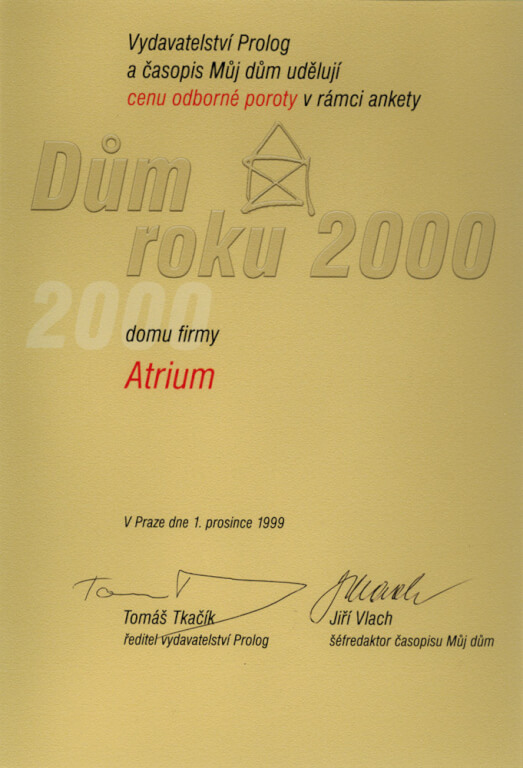 Vydavatelství Prolog
a časopis Můj dům udělují
cenu odborné poroty v rámci ankety
Dům
roku 2000
2000
domu firmy
Atrium
V Praze dne 1. prosince 1999
Tomáš Tkačík
ředitel vydavatelství Prolog
Jiří Vlach
šéfredaktor časopisu Můj dům